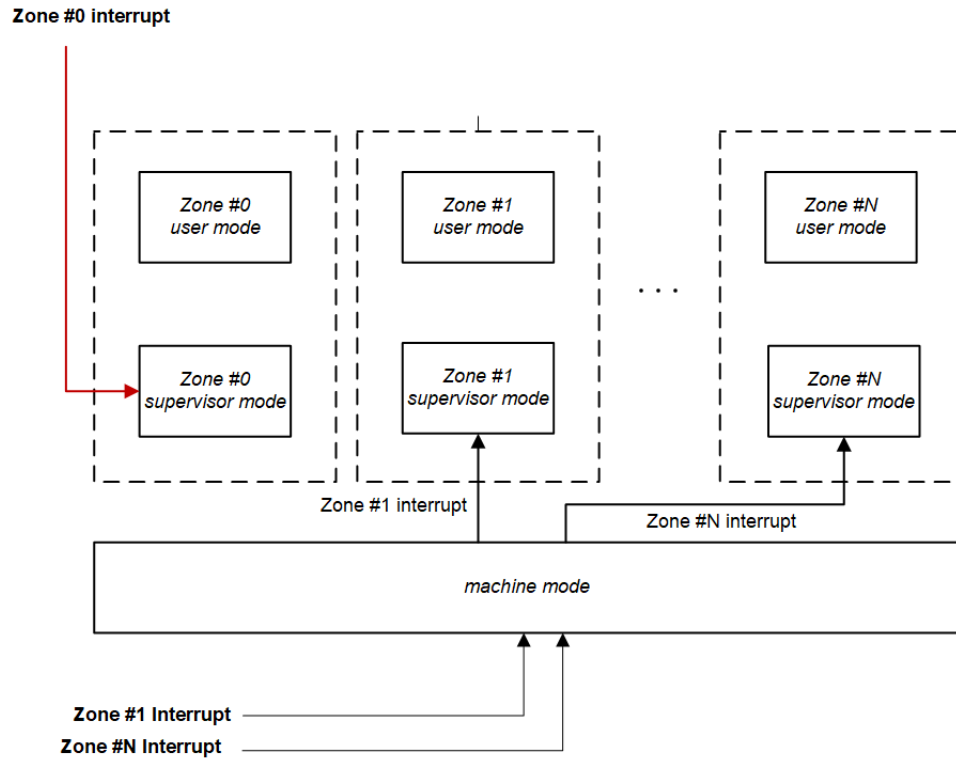 Zone #0 interrupt
Zone #0
user mode
Zone #1
user mode
Zone #N
user mode
. . .
Zone #0
supervisor mode
Zone #1
supervisor mode
Zone #N
supervisor mode
Zone #1 interrupt
Zone #N interrupt
machine mode
Zone #1 Interrupt
Zone #N Interrupt